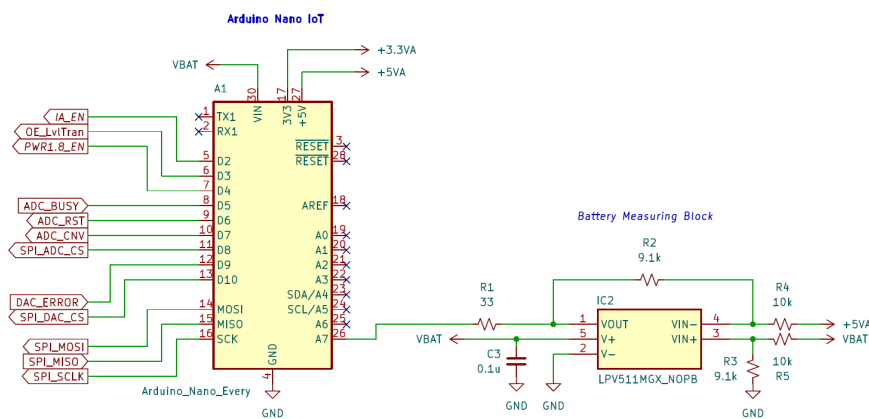 Arduino Nano IoT
+3.3VA
VBAT
+5VA
A1
30
17
27
VIN
3V3
+5V
IA_EN
OE_LvlTran
PWR1.8_EN
ADC_BUSY
ADC_RST
ADC_CNV
SPI_ADC_CS
DAC_ERROR
SPI_DAC_CS
SPI_MOSI
SPI_MISO
SPI_SCLK
1 TX1
2 RX1
5 D2
6 D3
7 D4
8 D5
9 D6
10 D7
11 D8
12 D9
13 D10
14 MOSI
15 MISO
16 SCK
RESET 3
RESET 28
AREF 18
A0 19
A1 20
A2 21
A3 22
SDA/A4 23
SCL/A5 24
A6 25
A7 26
GND
4
Arduino_Nano_Every
GND
Battery Measuring Block
R2
9.1k
R1
33
IC2
R4
10k
1 VOUT
5 V+
2 V-
VIN- 4
VIN+ 3
+5VA
VBAT
VBAT
C3
0.1u
LPV511MGX_NOPB
R3
9.1k
10k
R5
GND
GND
GND